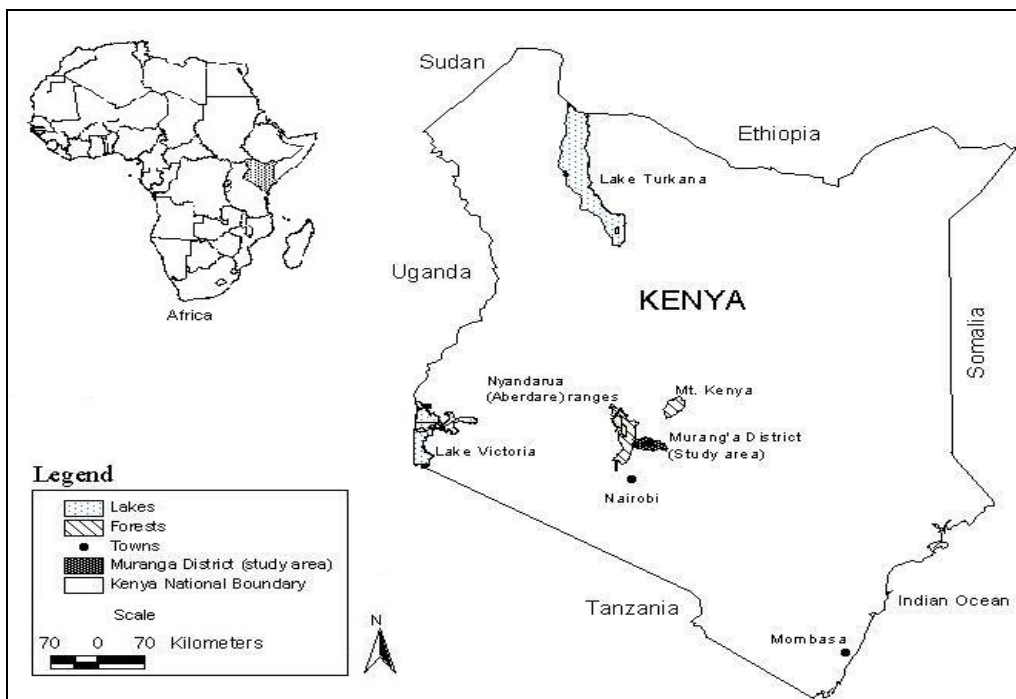 Africa
Sudan
Ethiopia
Lake Turkana
Uganda
KENYA
Somalia
Nyandarua
(Aberdare) ranges
Mt. Kenya
Murang'a District
(Study area)
Lake Victoria
Nairobi
Tanzania
Indian Ocean
Mombasa
Legend
Lakes
Forests
Towns
Muranga District (study area)
Kenya National Boundary
Scale
70 0 70 Kilometers
N